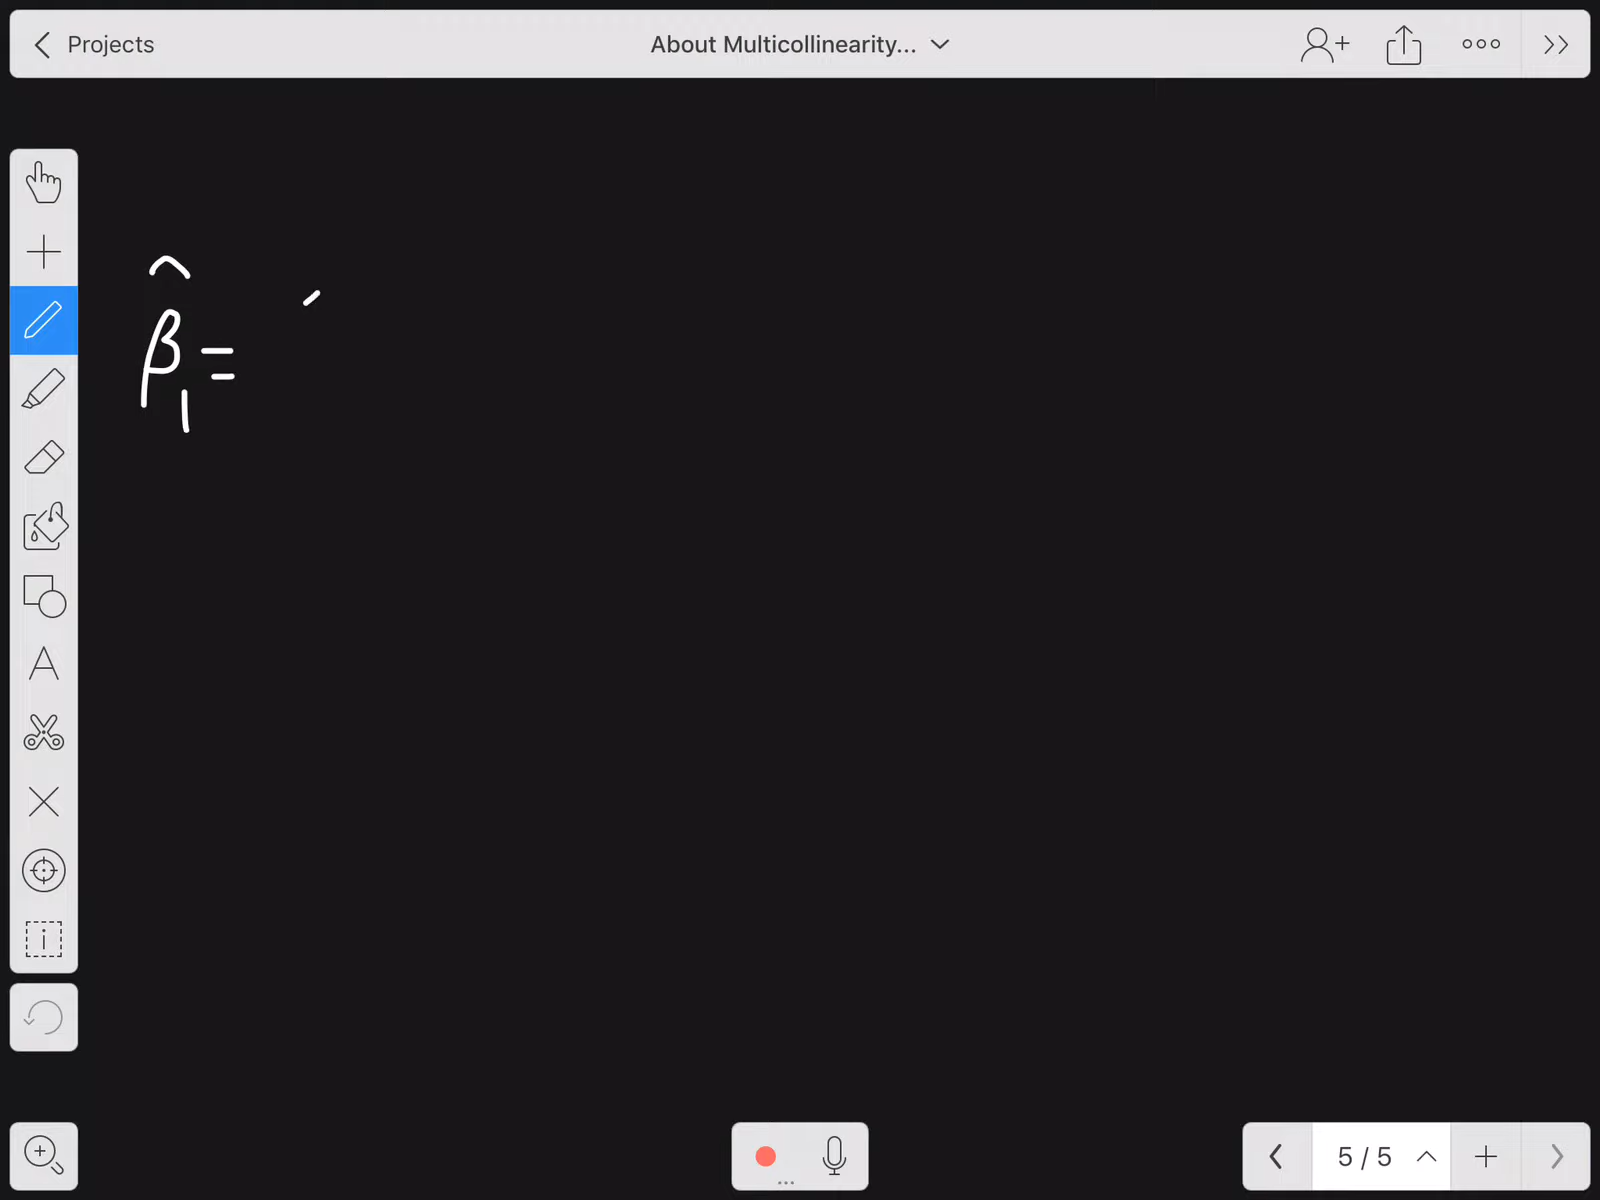 Projects
About Multicollinearity...
β̂₁ =
5 / 5